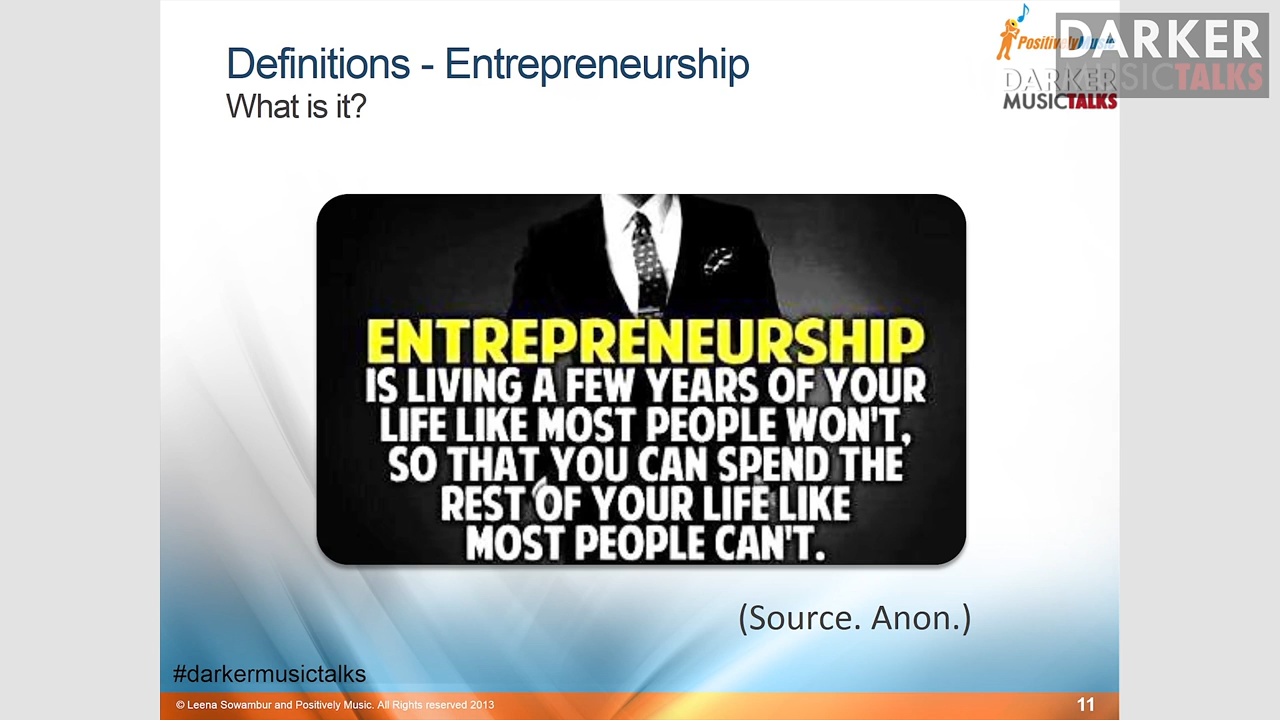 Definitions - Entrepreneurship
What is it?
PositivelyMusic
DARKER
MUSICTALKS
DARKER
MUSICTALKS
ENTREPRENEURSHIP
IS LIVING A FEW YEARS OF YOUR
LIFE LIKE MOST PEOPLE WON'T,
SO THAT YOU CAN SPEND THE
REST OF YOUR LIFE LIKE
MOST PEOPLE CAN'T.
(Source. Anon.)
#darkermusictalks
© Leena Sowambur and Positively Music. All Rights reserved 2013
11